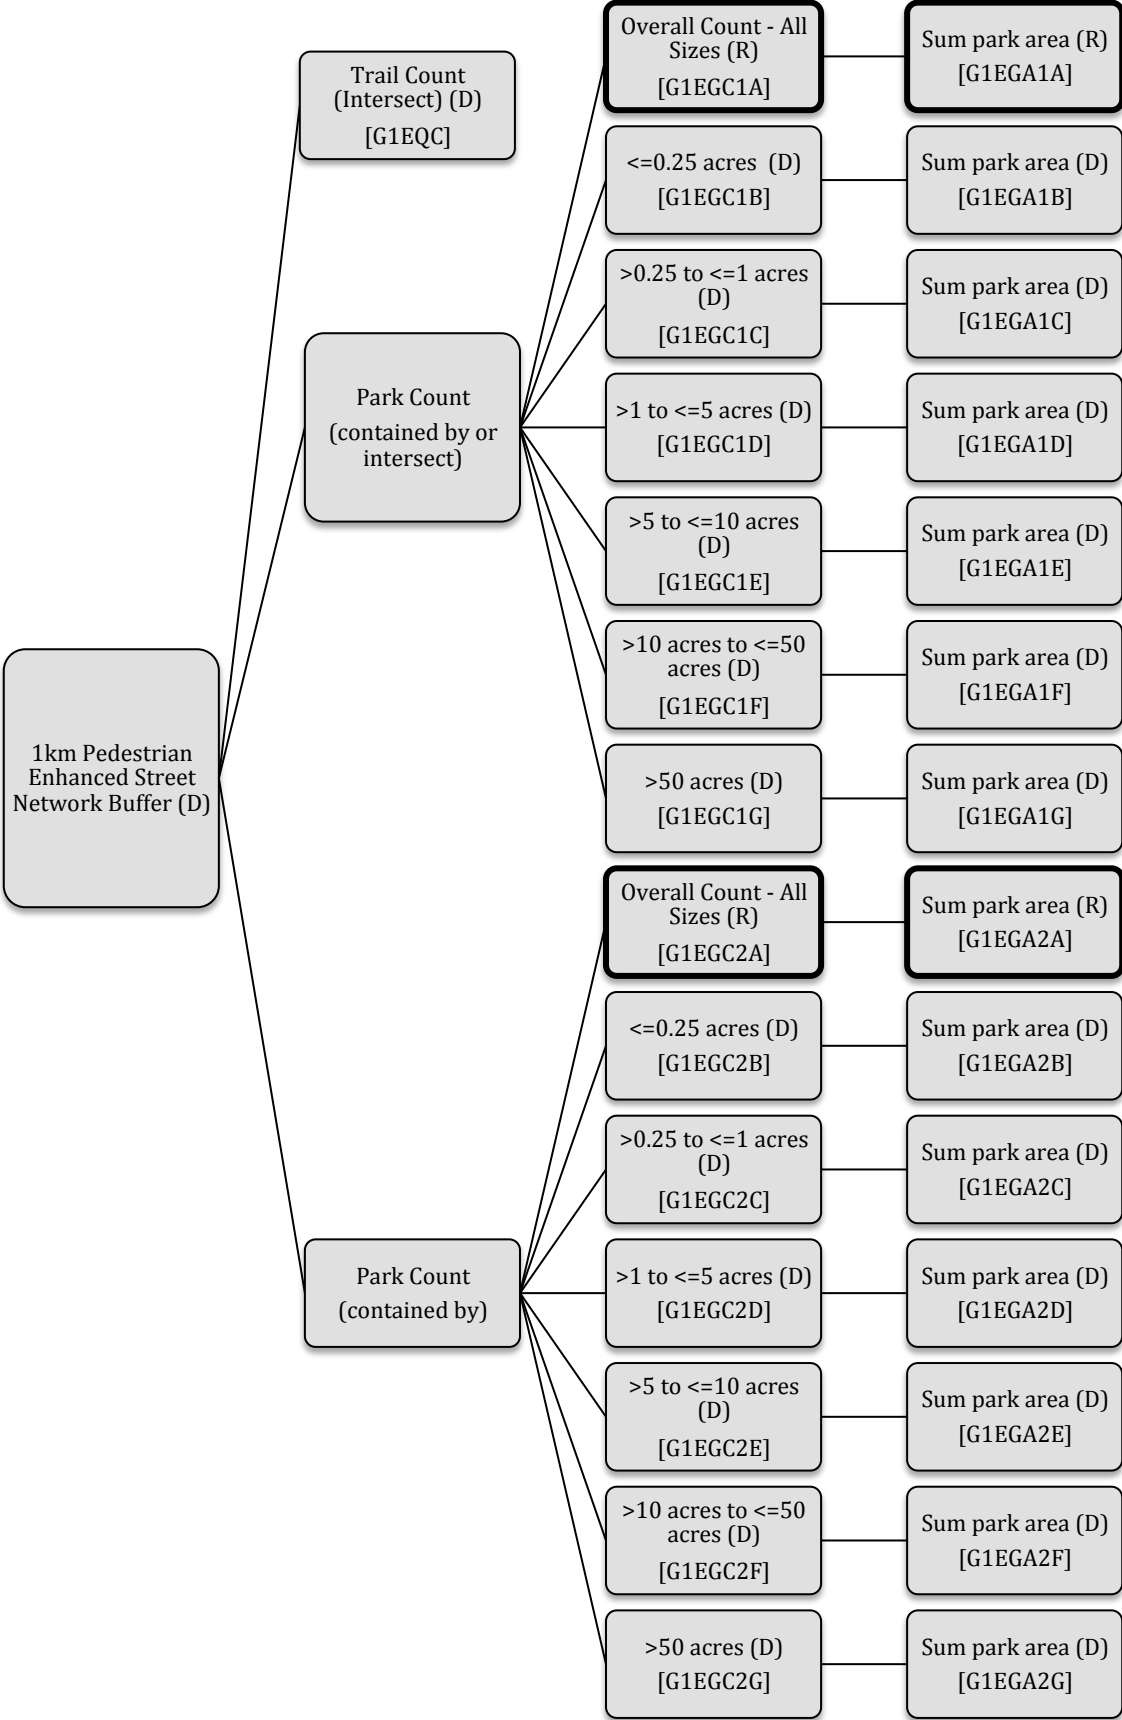 1km Pedestrian
Enhanced Street
Network Buffer (D)
Trail Count
(Intersect) (D)
[G1EQC]
Park Count
(contained by or
intersect)
Overall Count - All
Sizes (R)
[G1EGC1A]
Sum park area (R)
[G1EGA1A]
<=0.25 acres  (D)
[G1EGC1B]
Sum park area (D)
[G1EGA1B]
>0.25 to <=1 acres
(D)
[G1EGC1C]
Sum park area (D)
[G1EGA1C]
>1 to <=5 acres (D)
[G1EGC1D]
Sum park area (D)
[G1EGA1D]
>5 to <=10 acres
(D)
[G1EGC1E]
Sum park area (D)
[G1EGA1E]
>10 acres to <=50
acres (D)
[G1EGC1F]
Sum park area (D)
[G1EGA1F]
>50 acres (D)
[G1EGC1G]
Sum park area (D)
[G1EGA1G]
Park Count
(contained by)
Overall Count - All
Sizes (R)
[G1EGC2A]
Sum park area (R)
[G1EGA2A]
<=0.25 acres (D)
[G1EGC2B]
Sum park area (D)
[G1EGA2B]
>0.25 to <=1 acres
(D)
[G1EGC2C]
Sum park area (D)
[G1EGA2C]
>1 to <=5 acres (D)
[G1EGC2D]
Sum park area (D)
[G1EGA2D]
>5 to <=10 acres
(D)
[G1EGC2E]
Sum park area (D)
[G1EGA2E]
>10 acres to <=50
acres (D)
[G1EGC2F]
Sum park area (D)
[G1EGA2F]
>50 acres (D)
[G1EGC2G]
Sum park area (D)
[G1EGA2G]